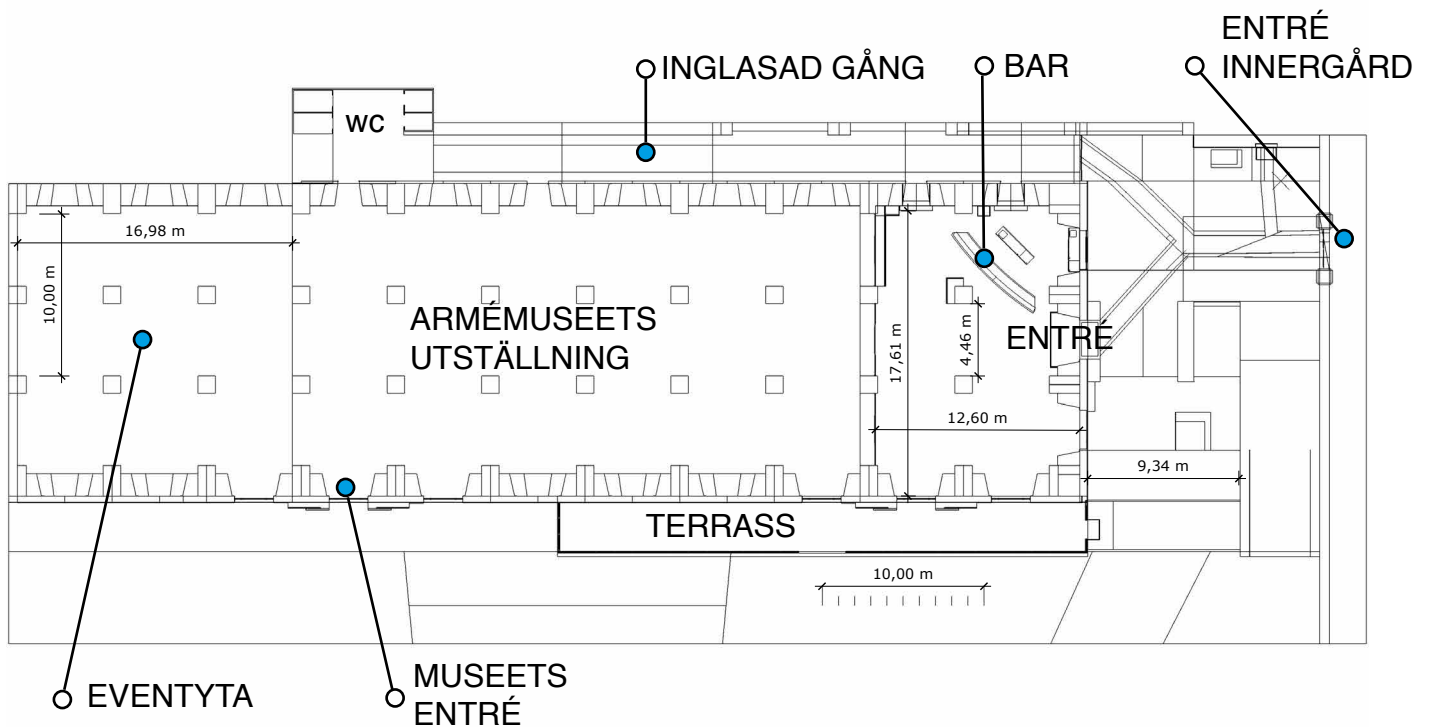 ENTRÉ
INNERGÅRD
INGLASAD GÅNG
BAR
WC
16,98 m
10,00 m
ARMÉMUSEETS
UTSTÄLLNING
17,61 m
4,46 m
ENTRÉ
12,60 m
9,34 m
TERRASS
10,00 m
EVENTYTA
MUSEETS
ENTRÉ